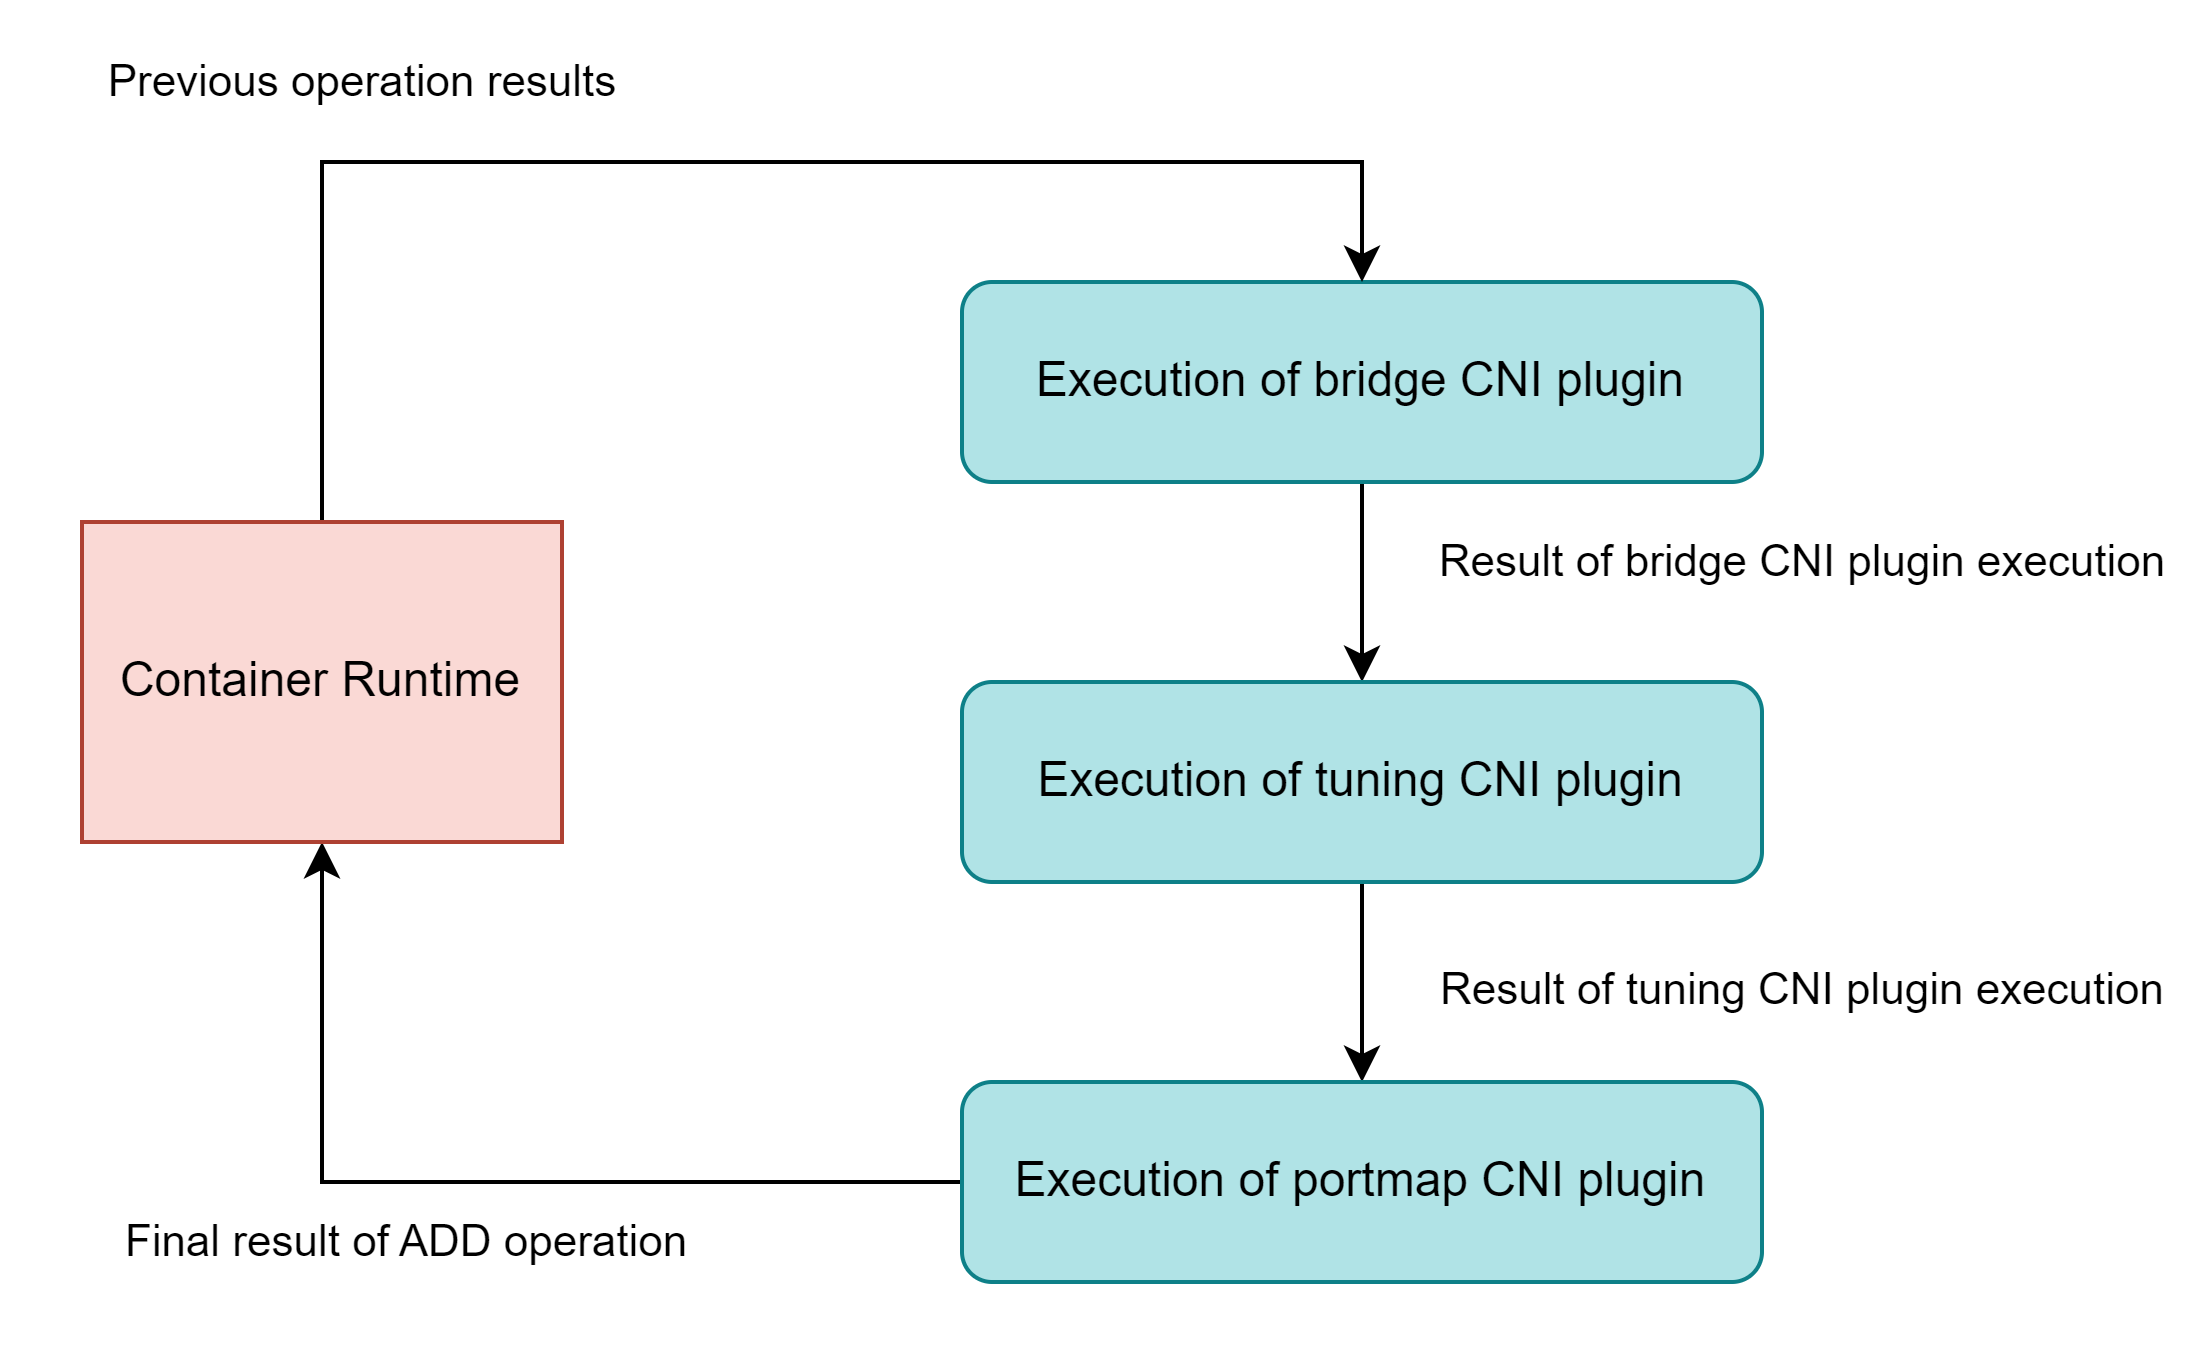 Previous operation results
Execution of bridge CNI plugin
Result of bridge CNI plugin execution
Container Runtime
Execution of tuning CNI plugin
Result of tuning CNI plugin execution
Execution of portmap CNI plugin
Final result of ADD operation